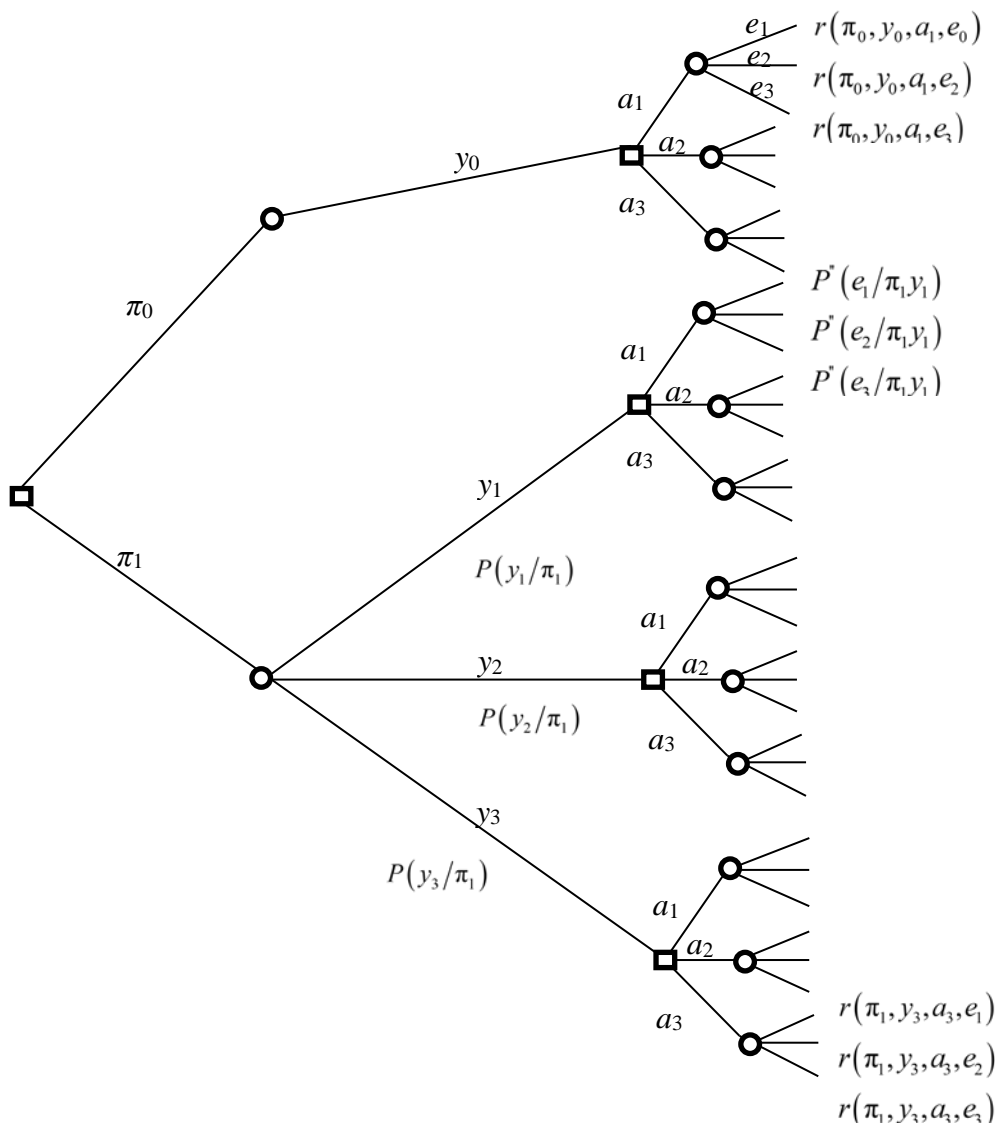 e₁ r(π₀,y₀,a₁,e₀)
e₂
r(π₀,y₀,a₁,e₂)
e₃
a₁
r(π₀,y₀,a₁,e₃)
y₀ a₂
a₃
P"(e₁/π₁y₁)
π₀
P"(e₂/π₁y₁)
a₁
P"(e₃/π₁y₁)
a₂
a₃
y₁
π₁
P(y₁/π₁)
a₁
y₂ a₂
P(y₂/π₁)
a₃
y₃
P(y₃/π₁)
a₁
a₂
r(π₁,y₃,a₃,e₁)
a₃
r(π₁,y₃,a₃,e₂)
r(π₁,y₃,a₃,e₃)